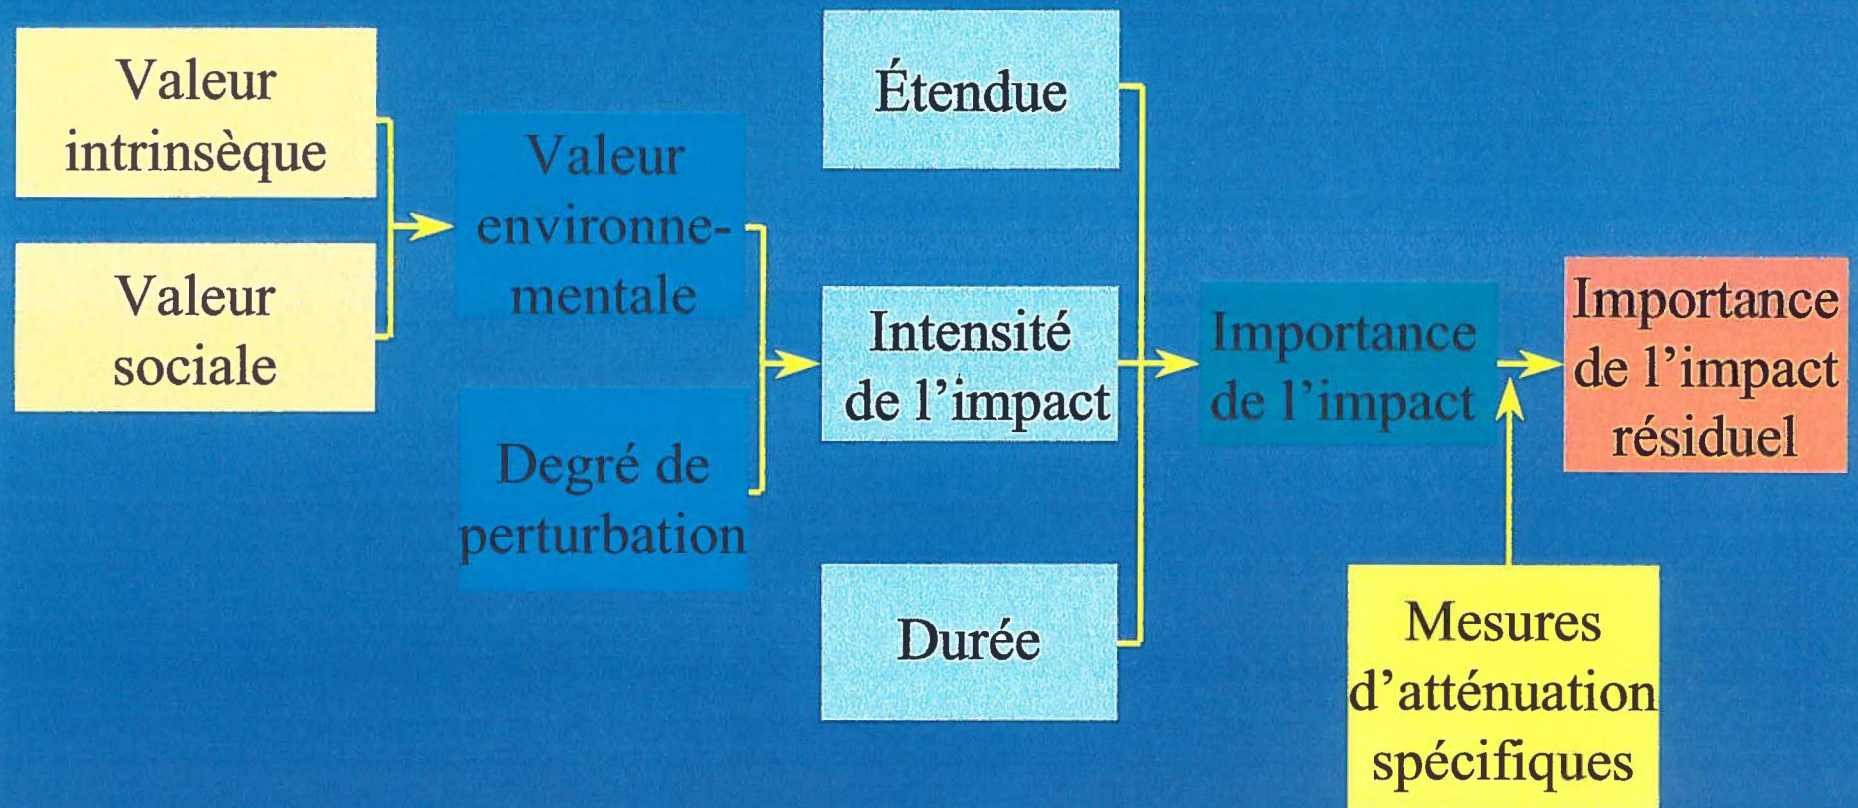 Valeur
intrinsèque
Valeur
sociale
Valeur
environne-
mentale
Degré de
perturbation
Étendue
Intensité
de l’impact
Durée
Importance
de l’impact
Importance
de l’impact
résiduel
Mesures
d’atténuation
spécifiques